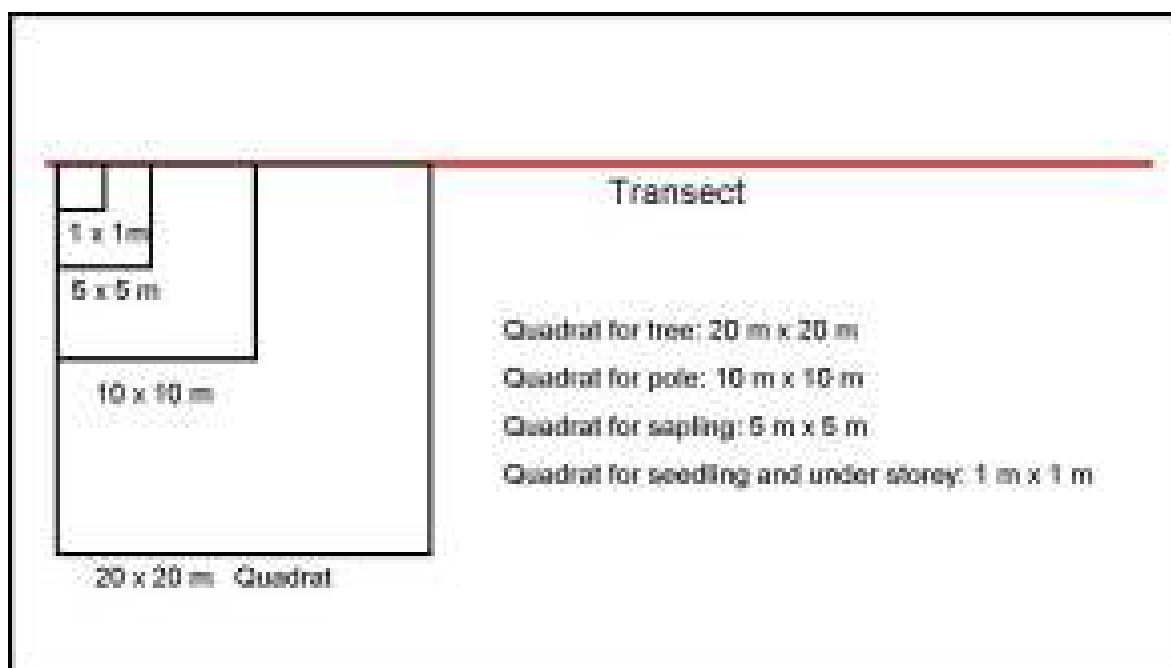 Transect
1 x 1m
5 x 5 m
10 x 10 m
20 x 20 m Quadrat
Quadrat for tree: 20 m x 20 m
Quadrat for pole: 10 m x 10 m
Quadrat for sapling: 5 m x 5 m
Quadrat for seedling and under storey: 1 m x 1 m